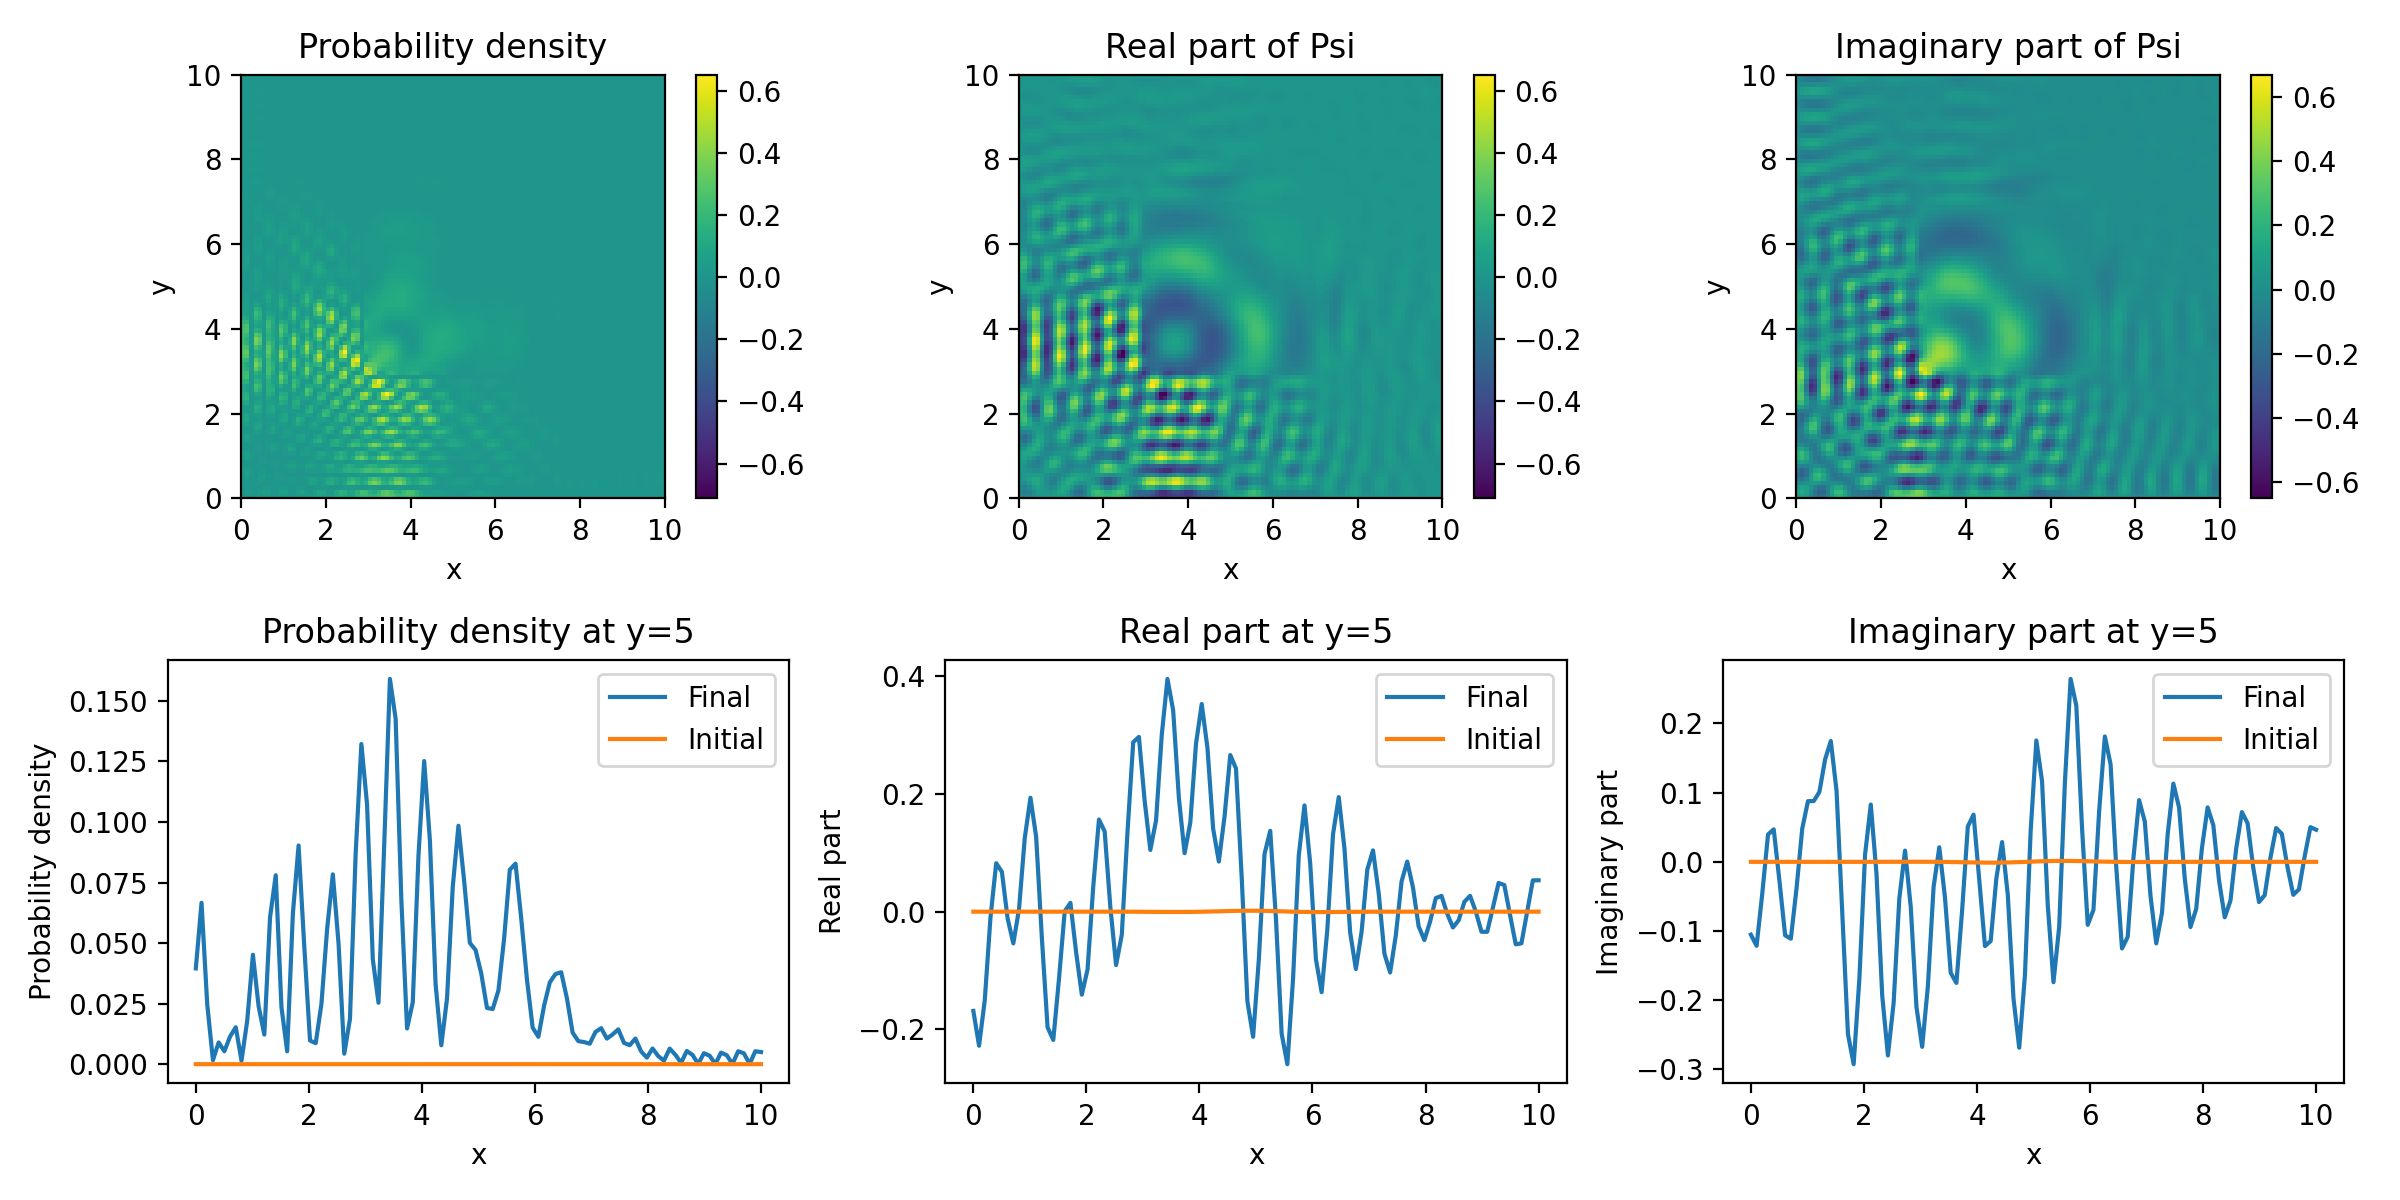 Probability density
10
8
6
4
2
0
y
0 2 4 6 8 10
x
0.6
0.4
0.2
0.0
−0.2
−0.4
−0.6
Real part of Psi
10
8
6
4
2
0
y
0 2 4 6 8 10
x
0.6
0.4
0.2
0.0
−0.2
−0.4
−0.6
Imaginary part of Psi
10
8
6
4
2
0
y
0 2 4 6 8 10
x
0.6
0.4
0.2
0.0
−0.2
−0.4
−0.6
Probability density at y=5
Probability density
0.150
0.125
0.100
0.075
0.050
0.025
0.000
0 2 4 6 8 10
x
Final
Initial
Real part at y=5
Real part
0.4
0.2
0.0
−0.2
0 2 4 6 8 10
x
Final
Initial
Imaginary part at y=5
Imaginary part
0.2
0.1
0.0
−0.1
−0.2
−0.3
0 2 4 6 8 10
x
Final
Initial